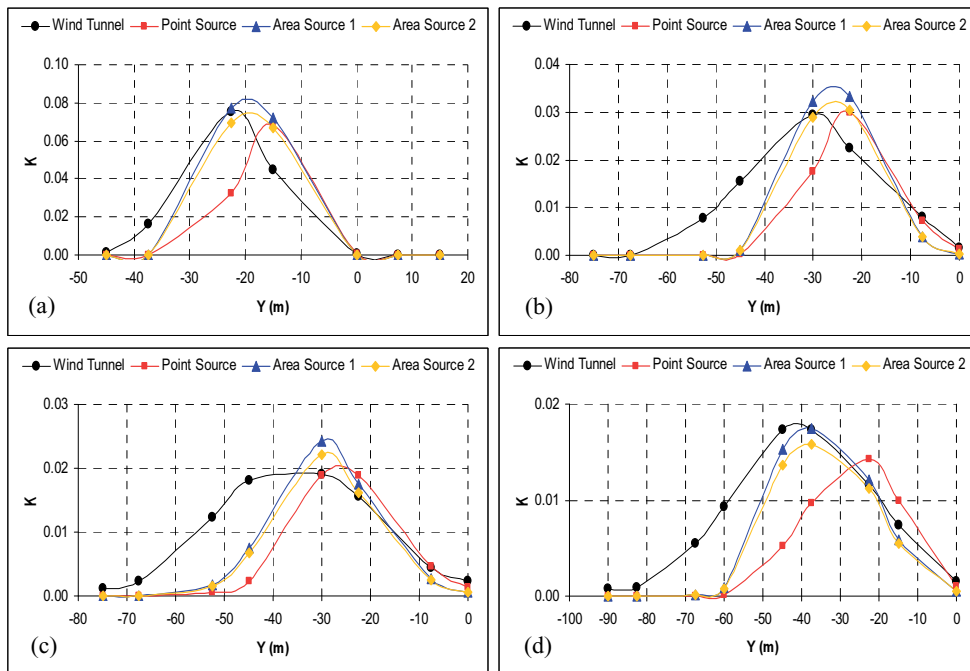 Wind Tunnel Point Source Area Source 1 Area Source 2
0.10
0.08
0.06
0.04
0.02
0.00
K
-50 -40 -30 -20 -10 0 10 20
Y (m)
(a)
Wind Tunnel Point Source Area Source 1 Area Source 2
0.04
0.03
0.02
0.01
0.00
K
-80 -70 -60 -50 -40 -30 -20 -10 0
Y (m)
(b)
Wind Tunnel Point Source Area Source 1 Area Source 2
0.03
0.02
0.01
0.00
K
-80 -70 -60 -50 -40 -30 -20 -10 0
Y (m)
(c)
Wind Tunnel Point Source Area Source 1 Area Source 2
0.02
0.01
0.00
K
-100 -90 -80 -70 -60 -50 -40 -30 -20 -10 0
Y (m)
(d)